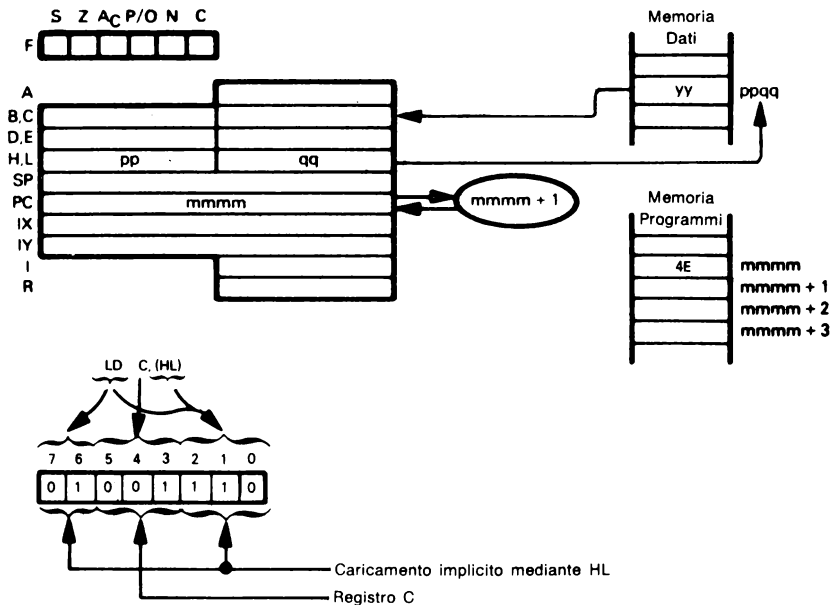 S Z AC P/O N C
F
A
B,C
D,E
H,L pp qq
SP
PC mmmm
IX
IY
I
R
mmmm + 1
Memoria
Dati
yy ppqq
Memoria
Programmi
4E mmmm
mmmm + 1
mmmm + 2
mmmm + 3
LD C, (HL)
7 6 5 4 3 2 1 0
0 1 0 0 1 1 1 0
Caricamento implicito mediante HL
Registro C